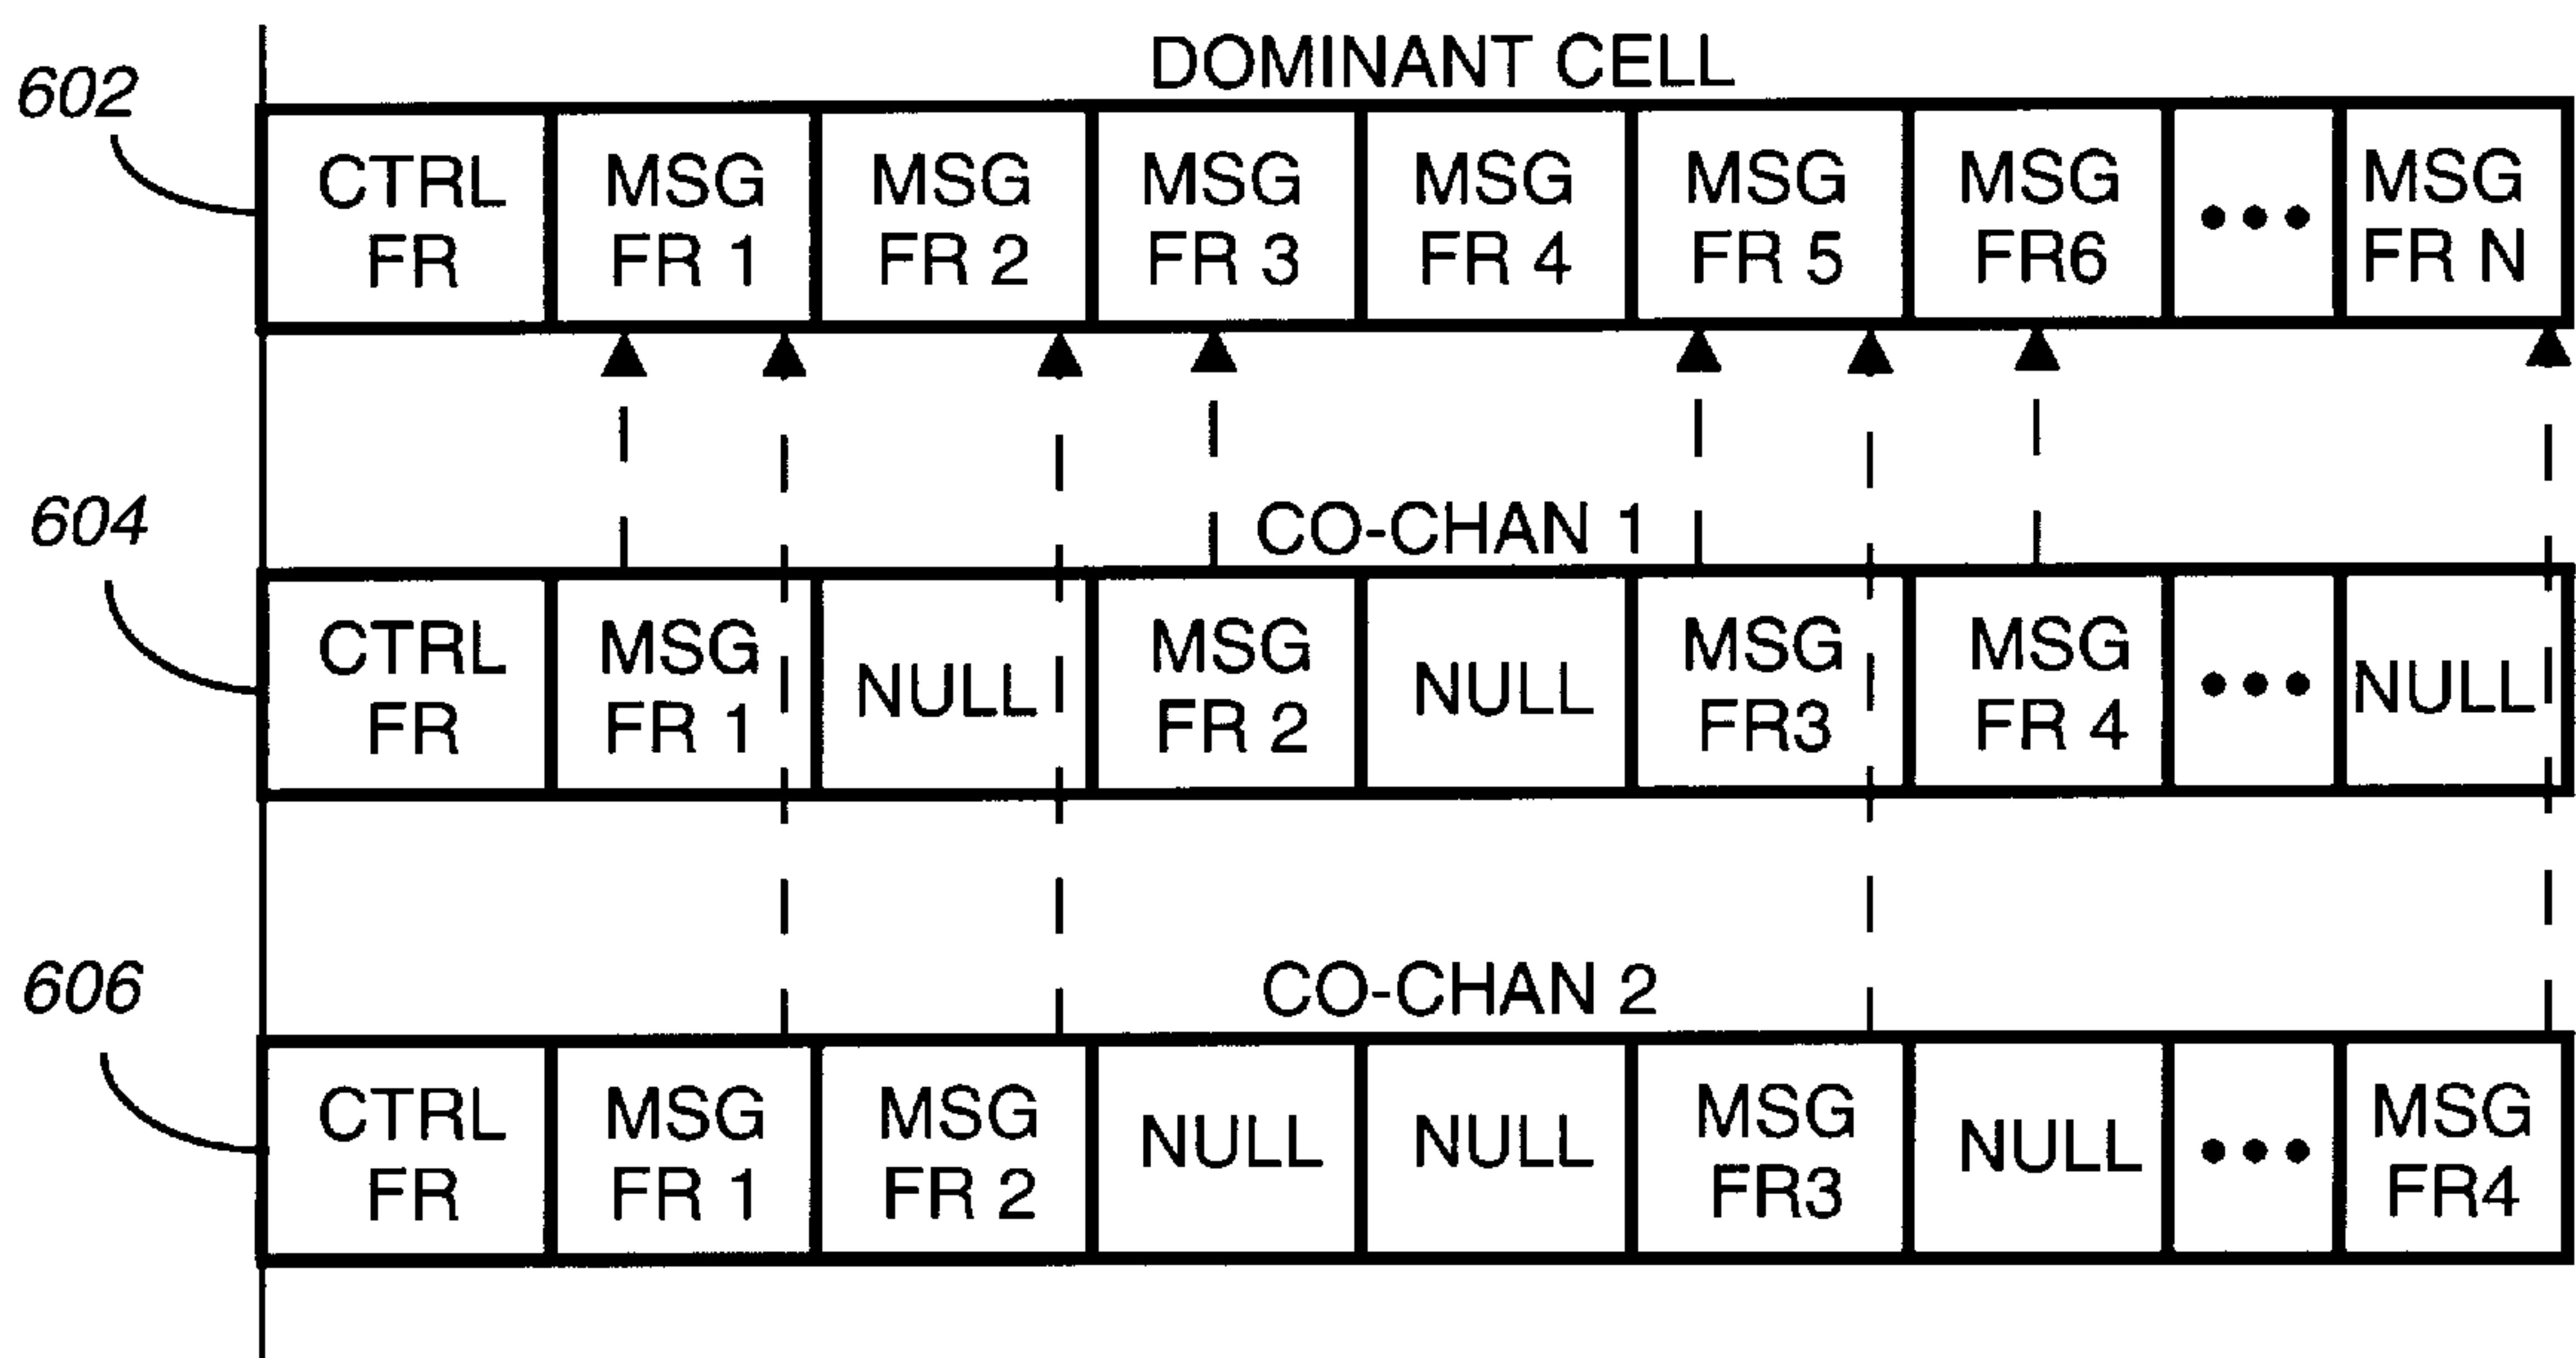 DOMINANT CELL
602
CTRL FR
MSG FR 1
MSG FR 2
MSG FR 3
MSG FR 4
MSG FR 5
MSG FR6
•••
MSG FR N
CO-CHAN 1
604
CTRL FR
MSG FR 1
NULL
MSG FR 2
NULL
MSG FR3
MSG FR 4
•••
NULL
CO-CHAN 2
606
CTRL FR
MSG FR 1
MSG FR 2
NULL
NULL
MSG FR3
NULL
•••
MSG FR4